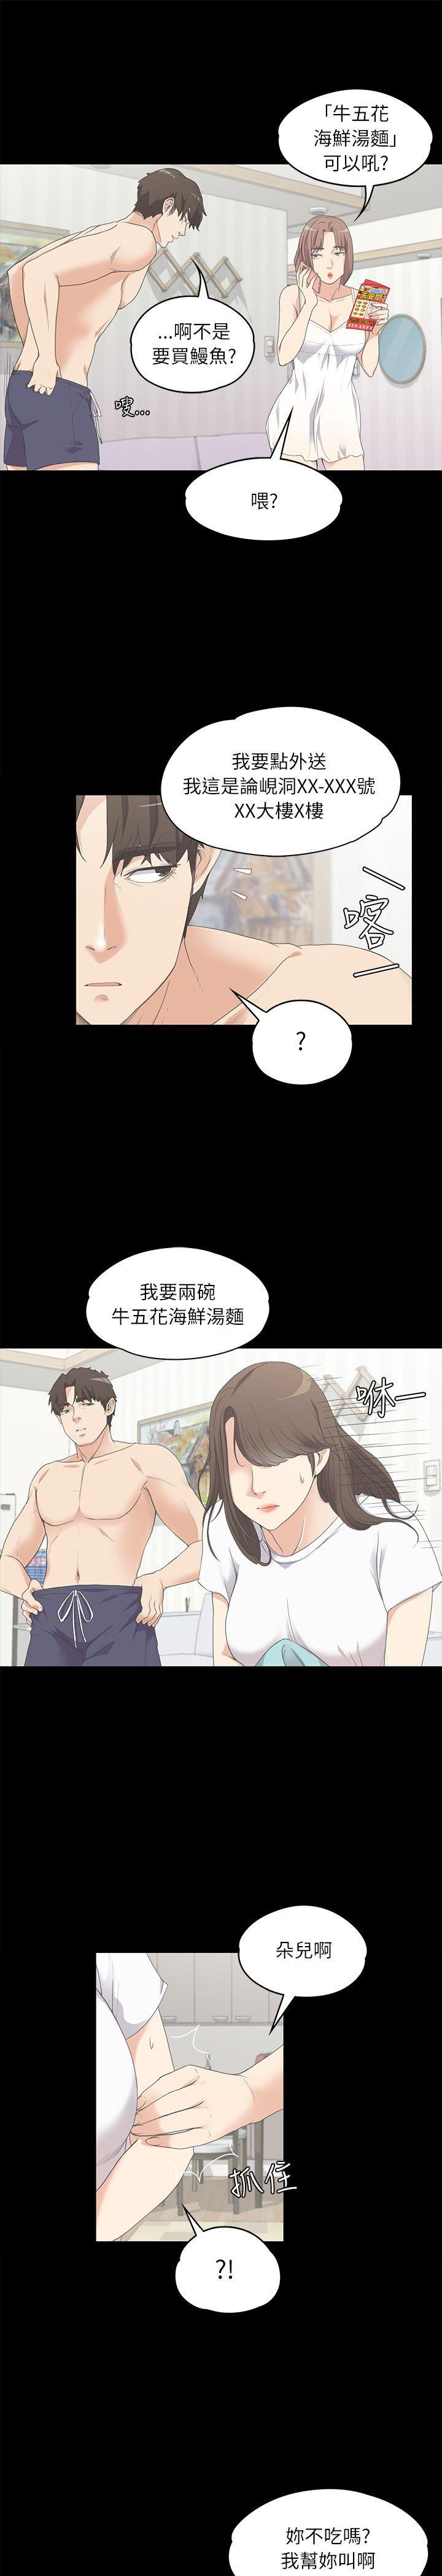 「牛五花
海鮮湯麵」
可以吼?
…啊不是
要買鰻魚?
嗖…
喂?
我要點外送
我這是論峴洞XX-XXX號
XX大樓X樓
喀
?
我要兩碗
牛五花海鮮湯麵
咻
朵兒啊
抓住
?!
妳不吃嗎?
我幫妳叫啊